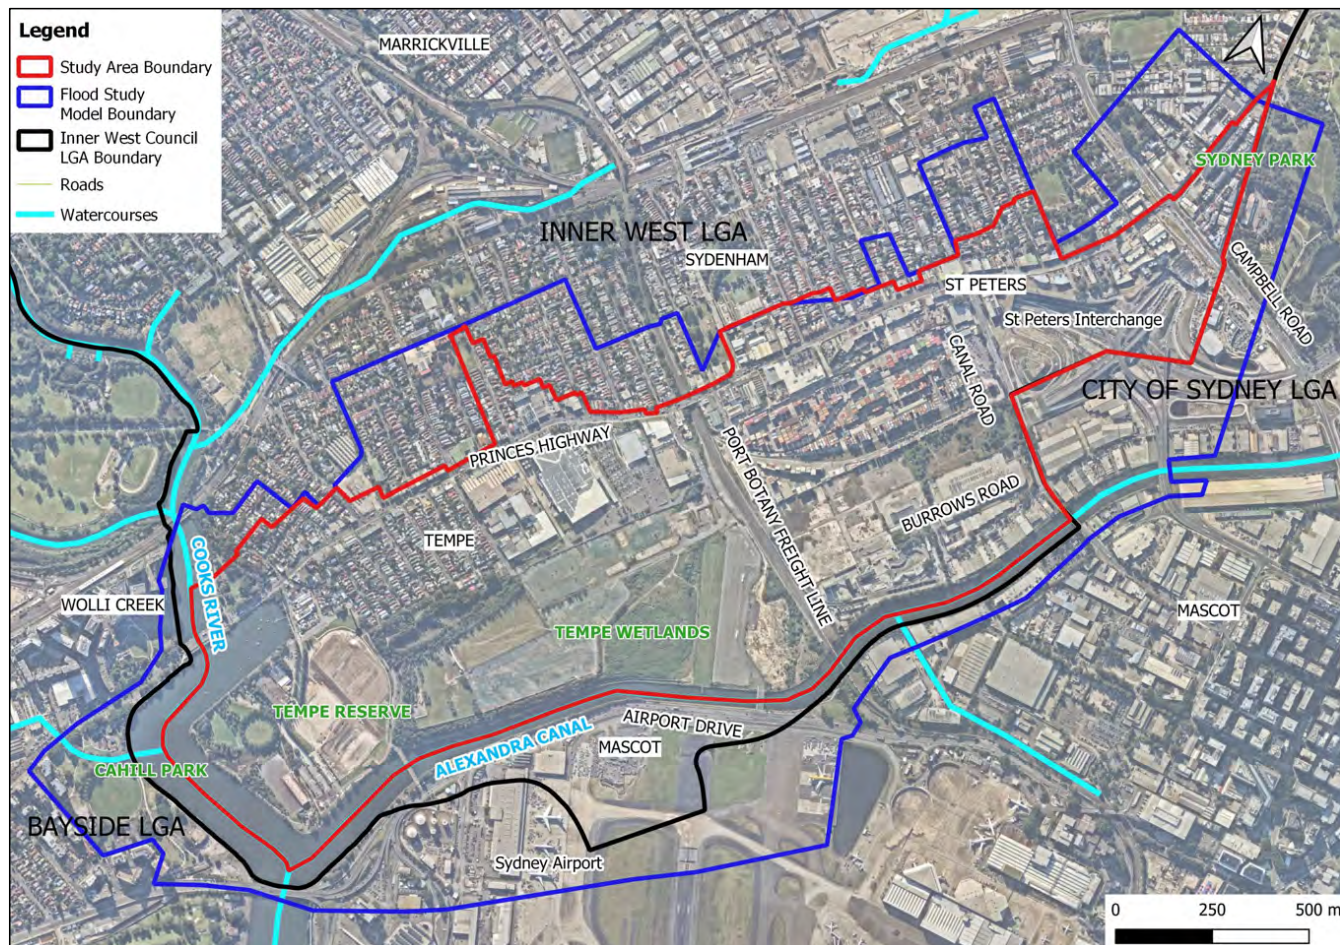 Legend
Study Area Boundary
Flood Study
Model Boundary
Inner West Council
LGA Boundary
Roads
Watercourses
MARRICKVILLE
SYDNEY PARK
INNER WEST LGA
SYDENHAM
ST PETERS
CAMPBELL ROAD
St Peters Interchange
CANAL ROAD
CITY OF SYDNEY LGA
PRINCES HIGHWAY
PORT BOTANY FREIGHT LINE
BURROWS ROAD
TEMPE
COOKS RIVER
WOLLI CREEK
MASCOT
TEMPE WETLANDS
TEMPE RESERVE
AIRPORT DRIVE
ALEXANDRA CANAL
MASCOT
CAHILL PARK
BAYSIDE LGA
Sydney Airport
0 250 500 m